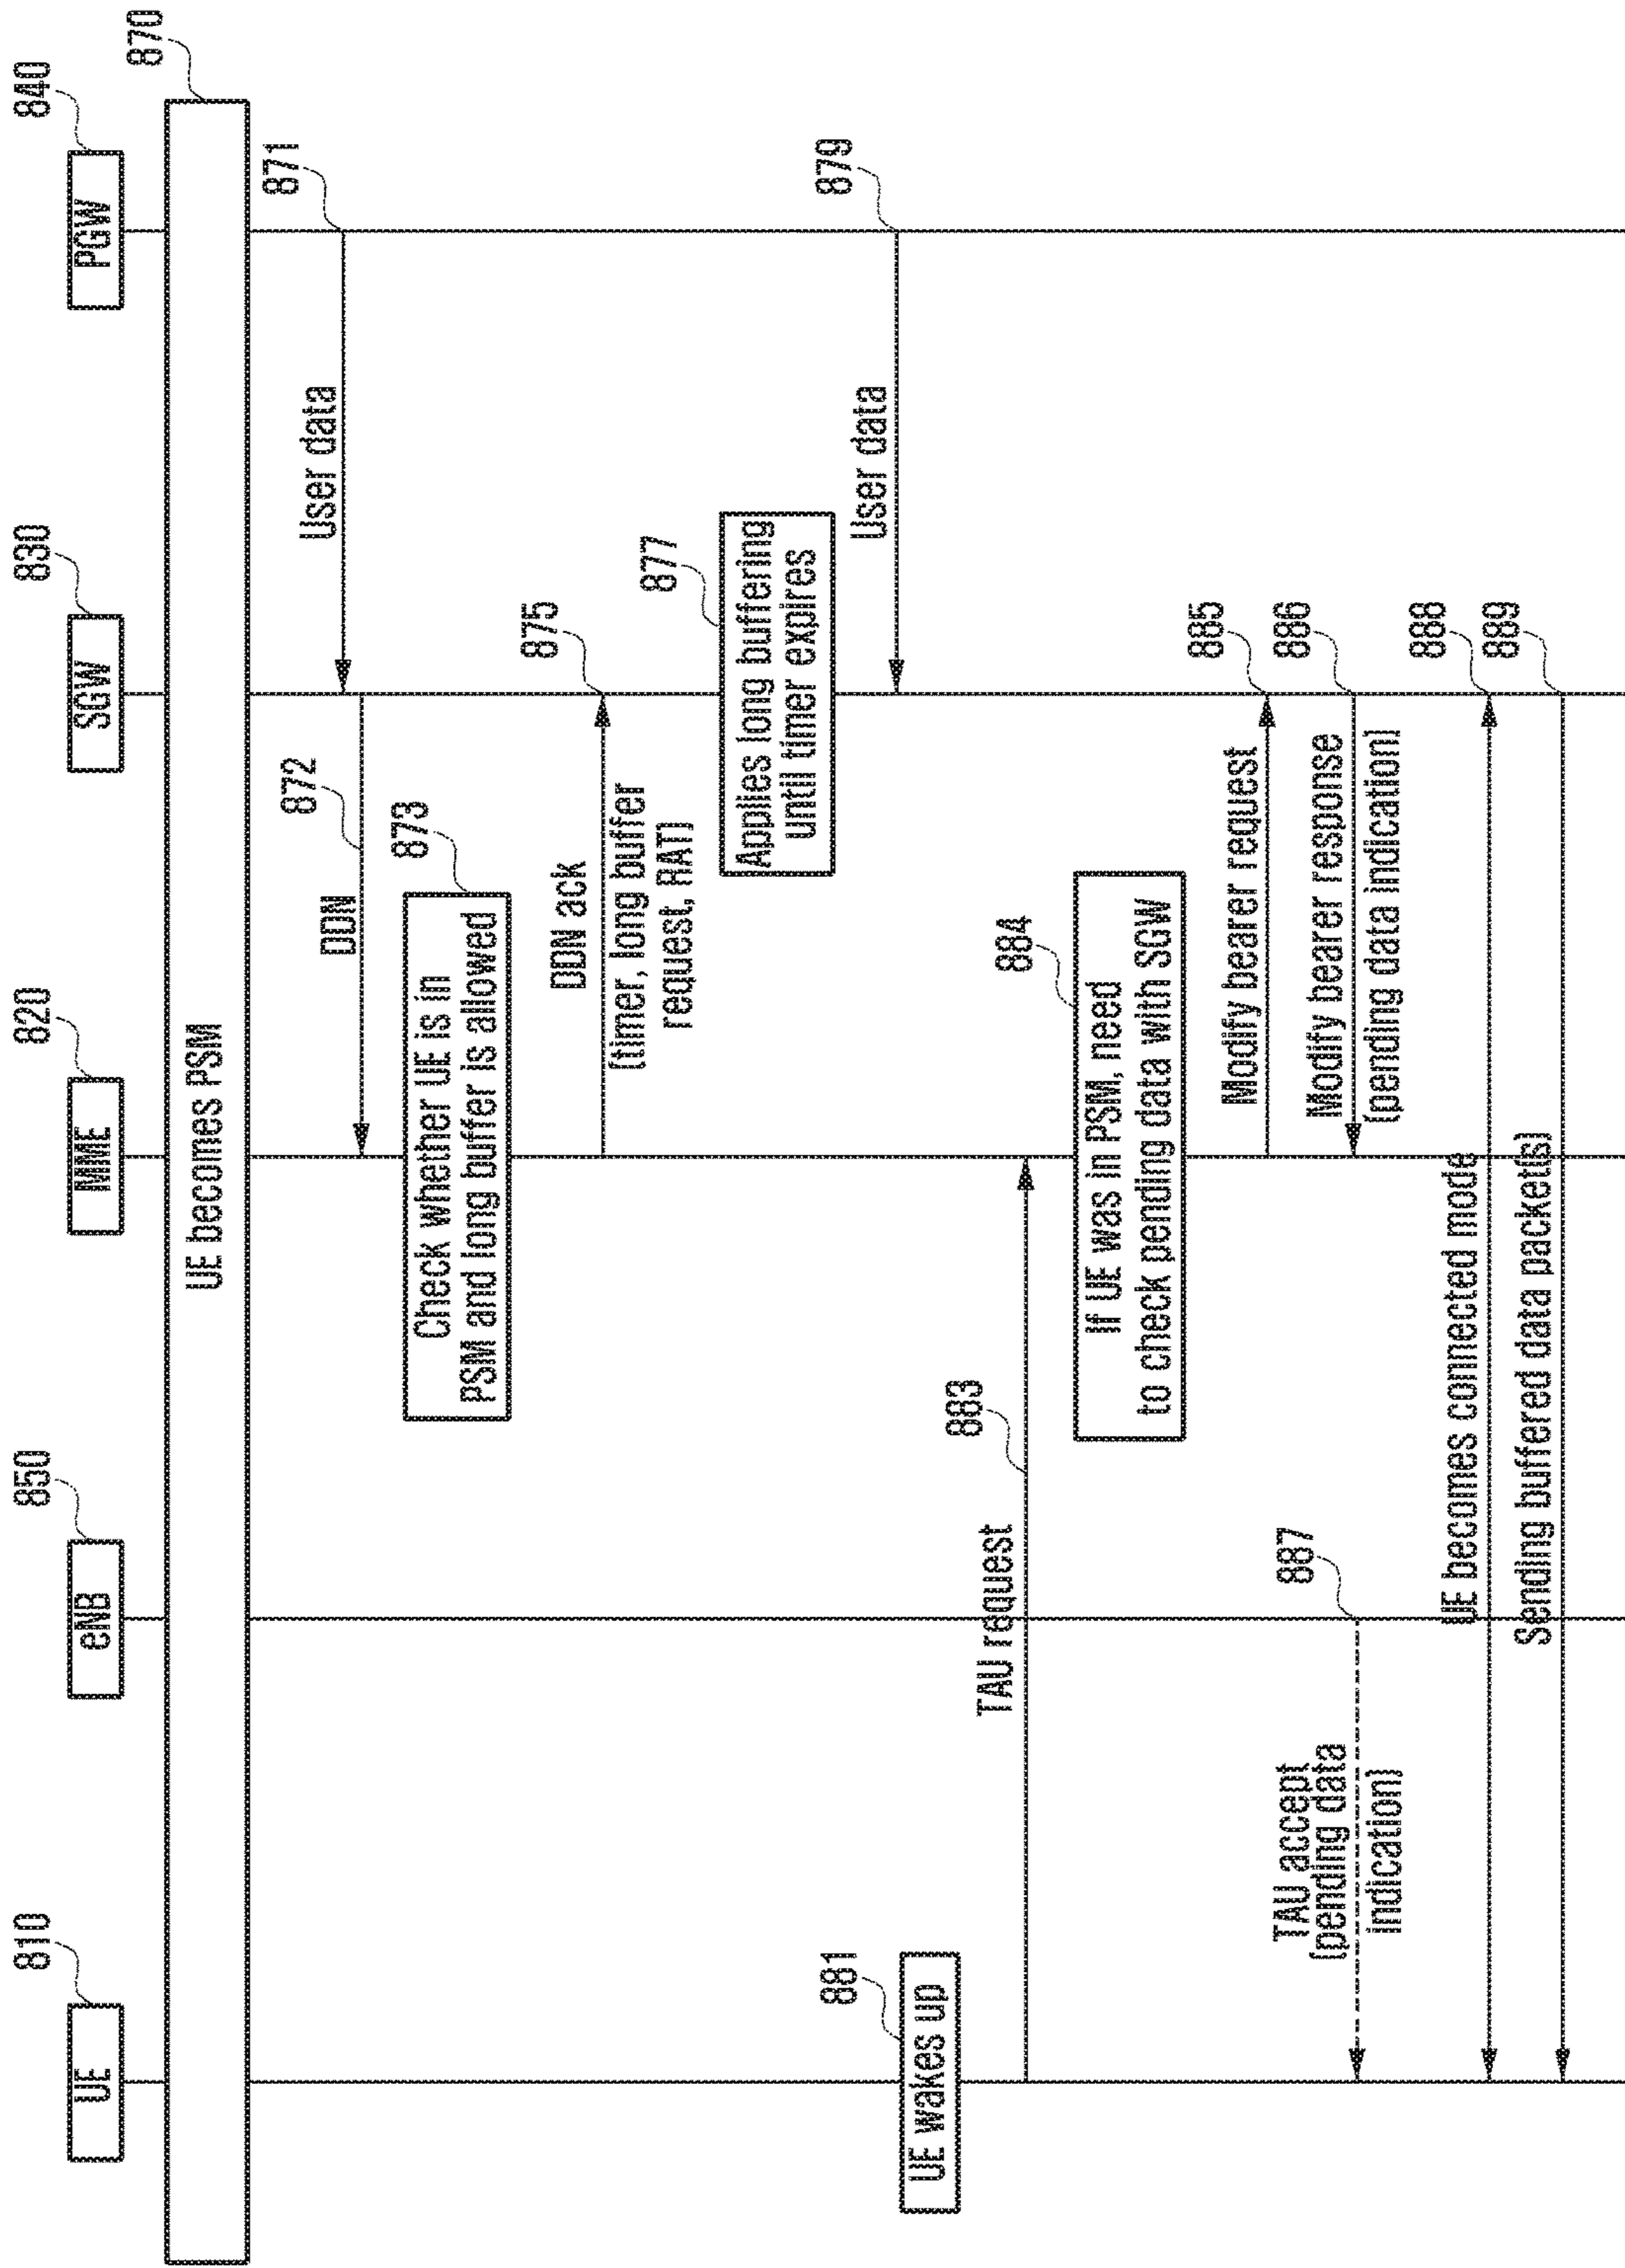 810
850
820
830
840
UE
eNB
MME
SGW
PGW
870
UE becomes PSM
871
User data
872
DDN
873
Check whether UE is in
PSM and long buffer is allowed
875
DDN ack
(timer, long buffer
request, RAT)
877
Applies long buffering
until timer expires
879
User data
881
UE wakes up
883
TAU request
884
If UE was in PSM, need
to check pending data with SGW
885
Modify bearer request
886
Modify bearer response
(pending data indication)
887
TAU accept
(pending data
indication)
888
UE becomes connected mode
889
Sending buffered data packet(s)